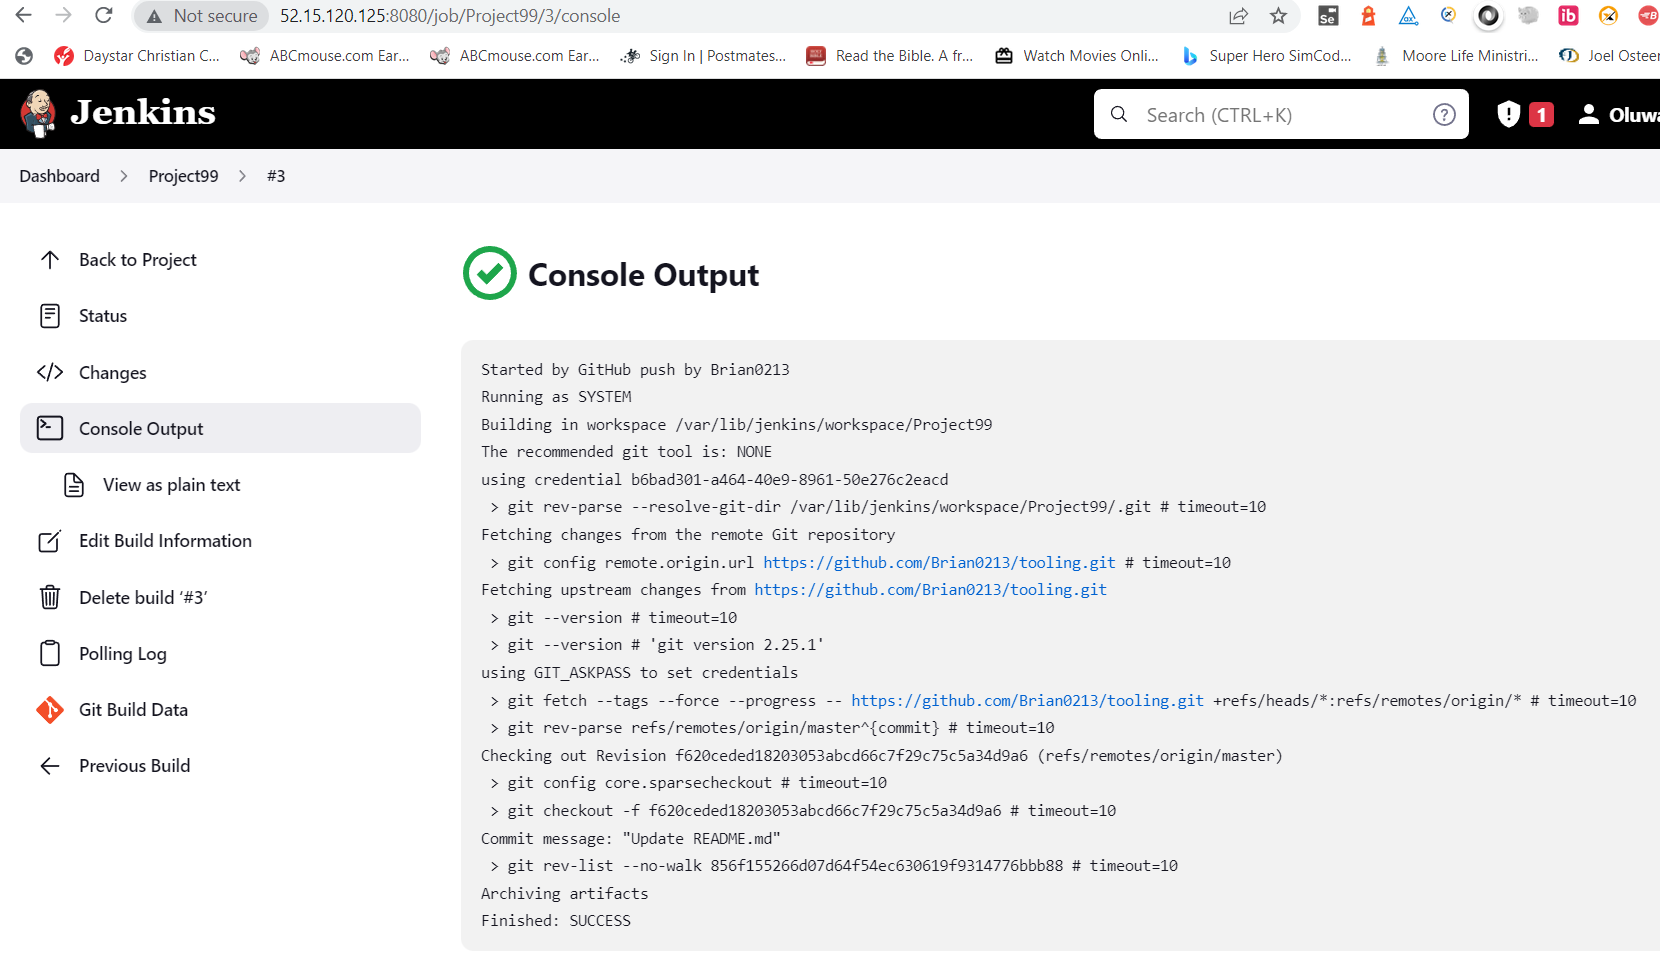 Not secure 52.15.120.125:8080/job/Project99/3/console
Daystar Christian C... ABCmouse.com Ear... ABCmouse.com Ear... Sign In | Postmates... Read the Bible. A fr... Watch Movies Onli... Super Hero SimCod... Moore Life Ministri... Joel Osteen
Jenkins
Search (CTRL+K) ? 1 Oluwa
Dashboard > Project99 > #3
Back to Project
Status
Changes
Console Output
View as plain text
Edit Build Information
Delete build ‘#3’
Polling Log
Git Build Data
Previous Build
Console Output
Started by GitHub push by Brian0213
Running as SYSTEM
Building in workspace /var/lib/jenkins/workspace/Project99
The recommended git tool is: NONE
using credential b6bad301-a464-40e9-8961-50e276c2eacd
> git rev-parse --resolve-git-dir /var/lib/jenkins/workspace/Project99/.git # timeout=10
Fetching changes from the remote Git repository
> git config remote.origin.url https://github.com/Brian0213/tooling.git # timeout=10
Fetching upstream changes from https://github.com/Brian0213/tooling.git
> git --version # timeout=10
> git --version # 'git version 2.25.1'
using GIT_ASKPASS to set credentials
> git fetch --tags --force --progress -- https://github.com/Brian0213/tooling.git +refs/heads/*:refs/remotes/origin/* # timeout=10
> git rev-parse refs/remotes/origin/master^{commit} # timeout=10
Checking out Revision f620ceded18203053abcd66c7f29c75c5a34d9a6 (refs/remotes/origin/master)
> git config core.sparsecheckout # timeout=10
> git checkout -f f620ceded18203053abcd66c7f29c75c5a34d9a6 # timeout=10
Commit message: "Update README.md"
> git rev-list --no-walk 856f155266d07d64f54ec630619f9314776bbb88 # timeout=10
Archiving artifacts
Finished: SUCCESS